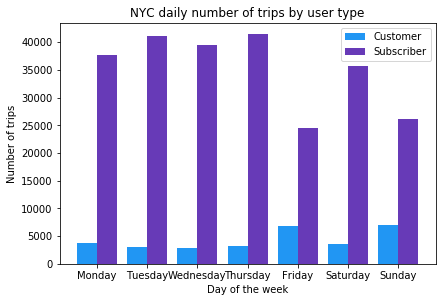 NYC daily number of trips by user type
Customer
Subscriber
Number of trips
40000
35000
30000
25000
20000
15000
10000
5000
0
Monday Tuesday Wednesday Thursday Friday Saturday Sunday
Day of the week